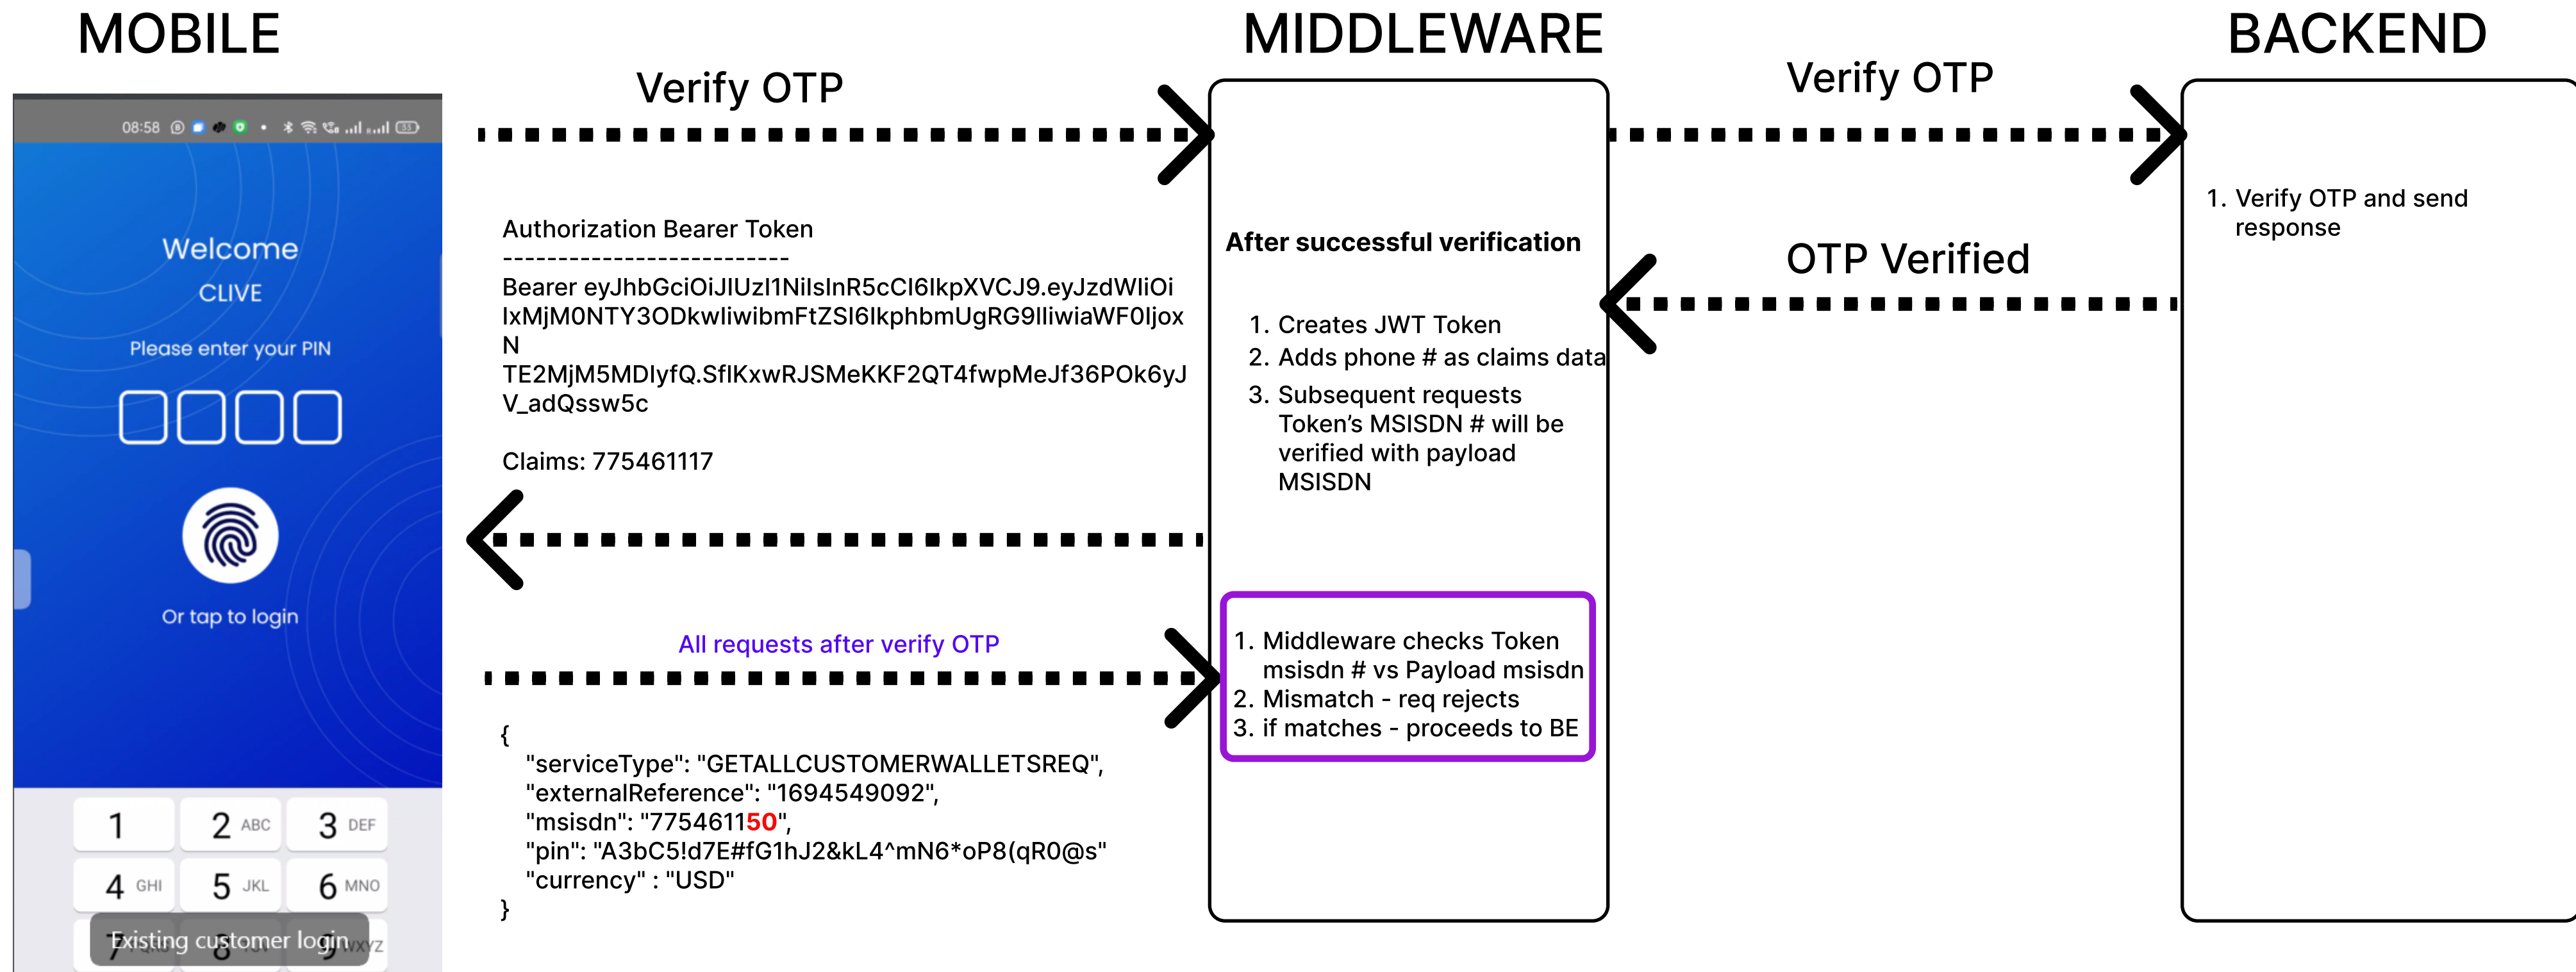 MOBILE
MIDDLEWARE
BACKEND
08:58
33
Welcome
CLIVE
Please enter your PIN
Or tap to login
1
2 ABC
3 DEF
4 GHI
5 JKL
6 MNO
7
8
9 WXYZ
Existing customer login
Verify OTP
Authorization Bearer Token
--------------------------
Bearer eyJhbGciOiJIUzI1NiIsInR5cCI6IkpXVCJ9.eyJzdWIiOi
IxMjM0NTY3ODkwIiwibmFtZSI6IkphbmUgRG9lIiwiaWF0Ijox
N
TE2MjM5MDIyfQ.SflKxwRJSMeKKF2QT4fwpMeJf36POk6yJ
V_adQssw5c
Claims: 775461117
All requests after verify OTP
{
"serviceType": "GETALLCUSTOMERWALLETSREQ",
"externalReference": "1694549092",
"msisdn": "775461150",
"pin": "A3bC5!d7E#fG1hJ2&kL4^mN6*oP8(qR0@s"
"currency" : "USD"
}
After successful verification
1. Creates JWT Token
2. Adds phone # as claims data
3. Subsequent requests
Token’s MSISDN # will be
verified with payload
MSISDN
1. Middleware checks Token
msisdn # vs Payload msisdn
2. Mismatch - req rejects
3. if matches - proceeds to BE
Verify OTP
OTP Verified
1. Verify OTP and send
response